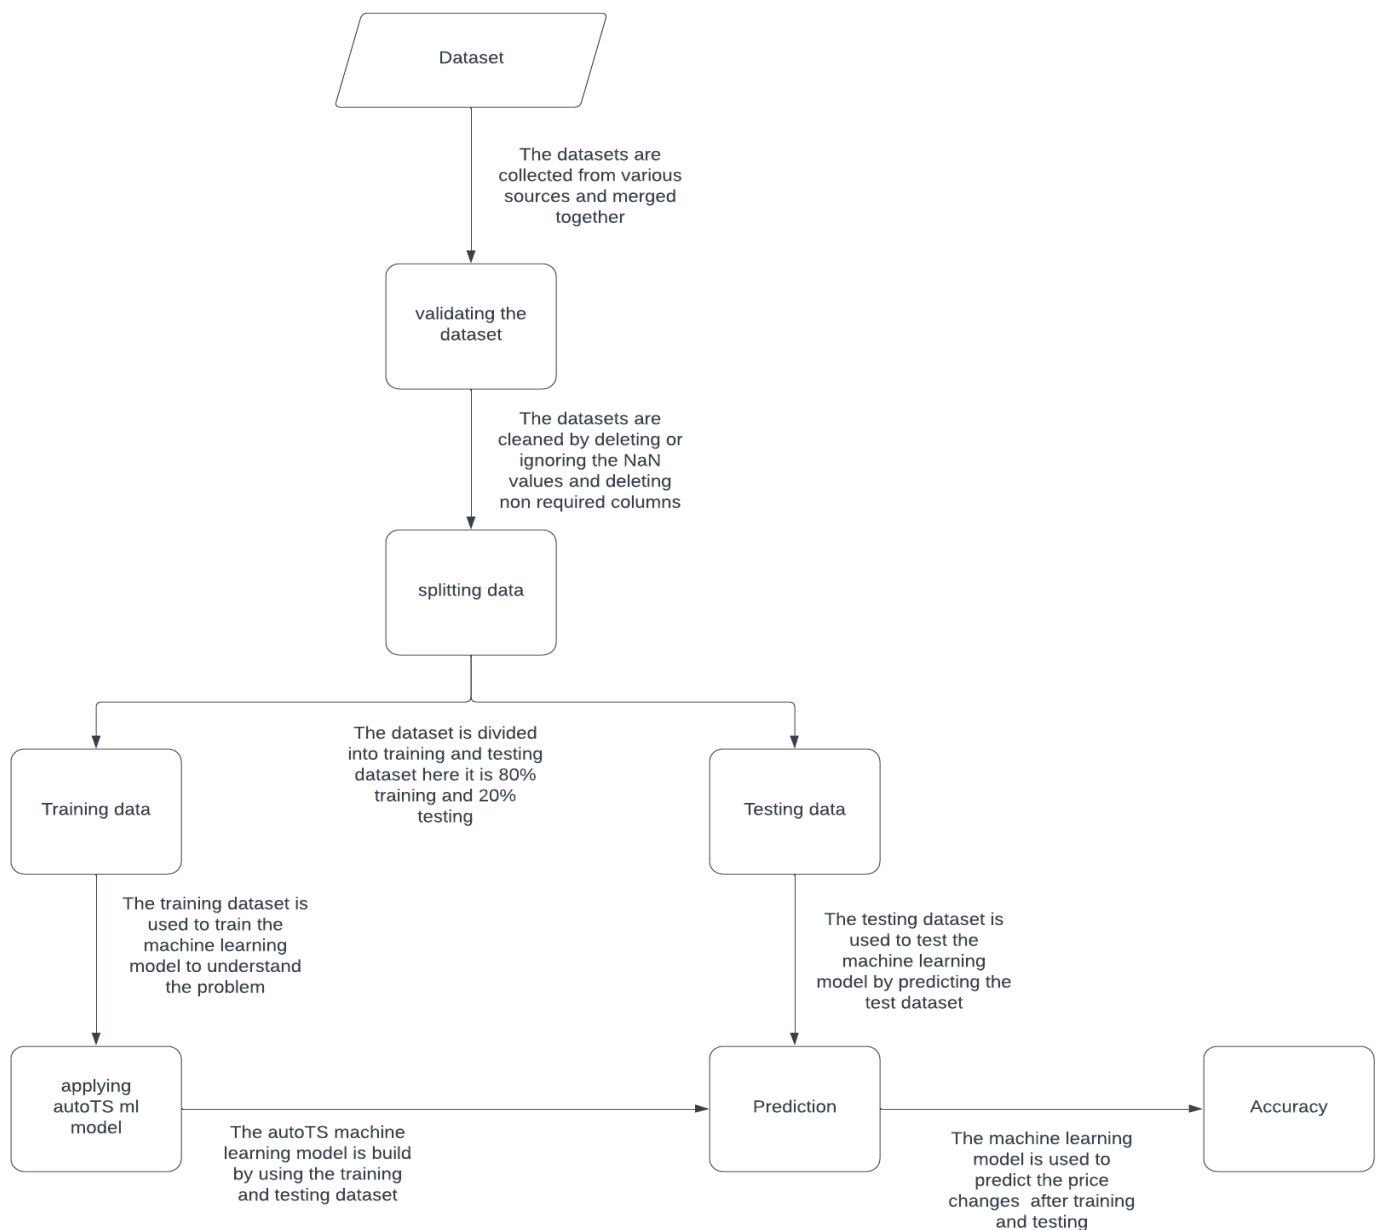 Dataset
The datasets are
collected from various
sources and merged
together
validating the
dataset
The datasets are
cleaned by deleting or
ignoring the NaN
values and deleting
non required columns
splitting data
The dataset is divided
into training and testing
dataset here it is 80%
training and 20%
testing
Training data
Testing data
The training dataset is
used to train the
machine learning
model to understand
the problem
The testing dataset is
used to test the
machine learning
model by predicting the
test dataset
applying
autoTS ml
model
Prediction
Accuracy
The autoTS machine
learning model is build
by using the training
and testing dataset
The machine learning
model is used to
predict the price
changes after training
and testing